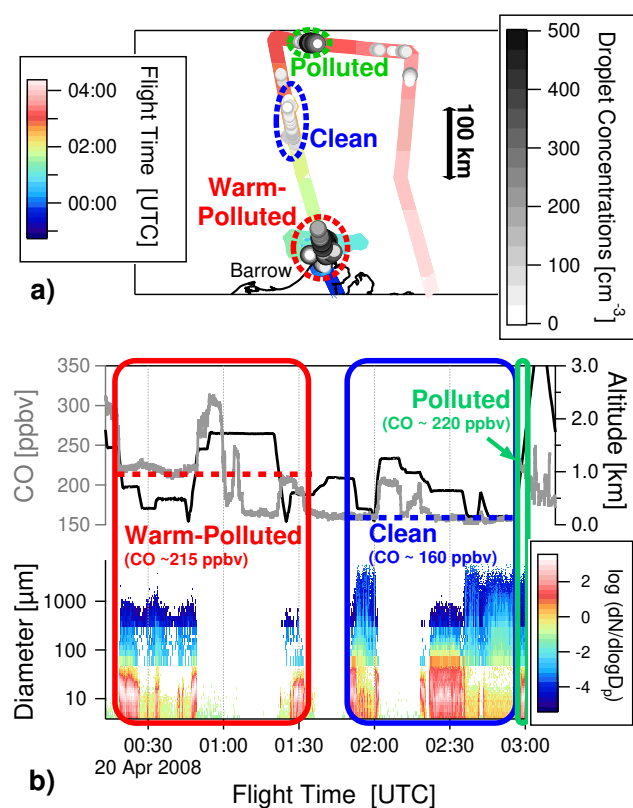 Flight Time [UTC]
04:00
02:00
00:00
Polluted
Clean
Warm-
Polluted
Barrow
100 km
Droplet Concentrations [cm-3]
500
400
300
200
100
0
a)
CO [ppbv]
350
300
250
200
150
Altitude [km]
3.0
2.0
1.0
0.0
Polluted
(CO ~ 220 ppbv)
Warm-Polluted
(CO ~215 ppbv)
Clean
(CO ~ 160 ppbv)
Diameter [µm]
1000
100
10
log (dN/dlogDp)
2
0
-2
-4
00:30
01:00
01:30
02:00
02:30
03:00
20 Apr 2008
b)
Flight Time [UTC]